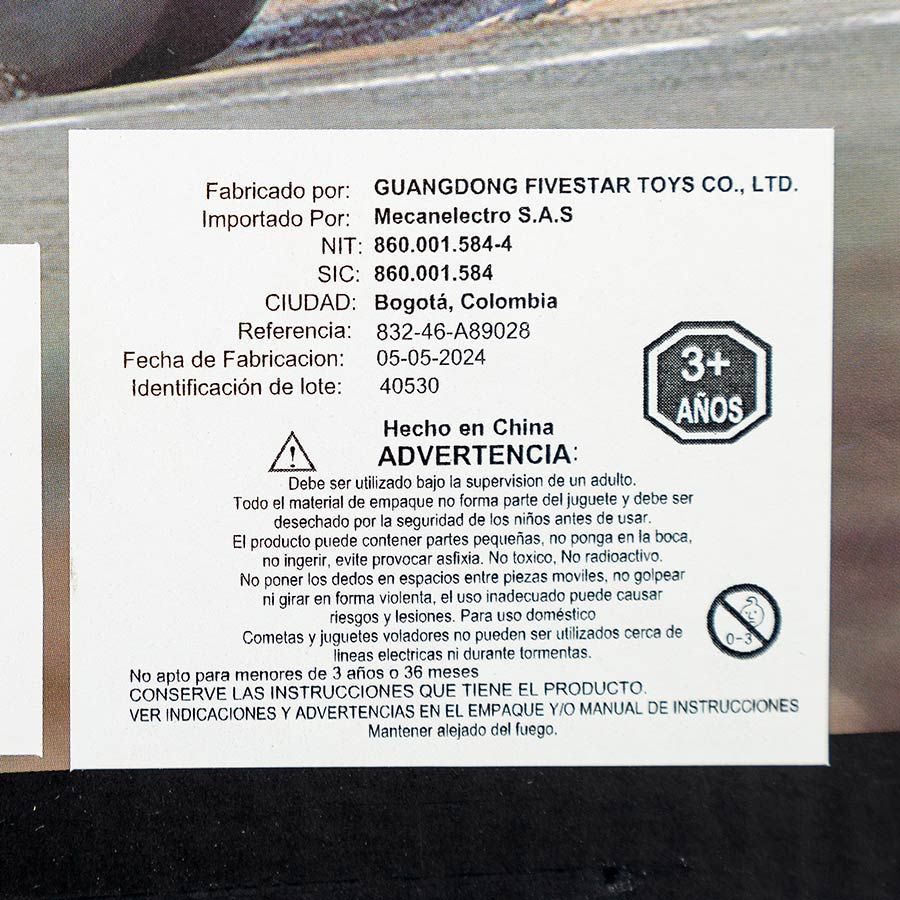 Fabricado por: GUANGDONG FIVESTAR TOYS CO., LTD.
Importado Por: Mecanelectro S.A.S
NIT: 860.001.584-4
SIC: 860.001.584
CIUDAD: Bogotá, Colombia
Referencia: 832-46-A89028
Fecha de Fabricacion: 05-05-2024
Identificación de lote: 40530
3+
AÑOS
Hecho en China
ADVERTENCIA:
Debe ser utilizado bajo la supervision de un adulto.
Todo el material de empaque no forma parte del juguete y debe ser
desechado por la seguridad de los niños antes de usar.
El producto puede contener partes pequeñas, no ponga en la boca,
no ingerir, evite provocar asfixia. No toxico, No radioactivo.
No poner los dedos en espacios entre piezas moviles, no golpear
ni girar en forma violenta, el uso inadecuado puede causar
riesgos y lesiones. Para uso doméstico
0-3
Cometas y juguetes voladores no pueden ser utilizados cerca de
lineas electricas ni durante tormentas.
No apto para menores de 3 años o 36 meses
CONSERVE LAS INSTRUCCIONES QUE TIENE EL PRODUCTO.
VER INDICACIONES Y ADVERTENCIAS EN EL EMPAQUE Y/O MANUAL DE INSTRUCCIONES
Mantener alejado del fuego.